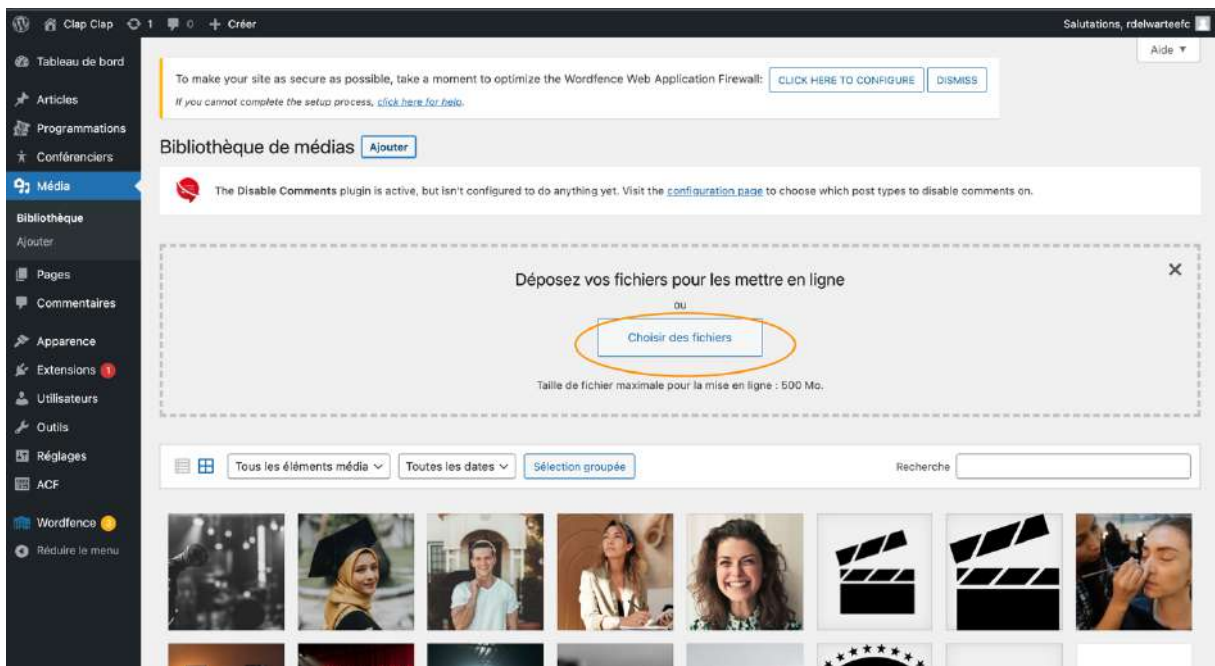 Clap Clap 1 0 + Créer Salutations, rdelwarteefc
Aide
Tableau de bord
Articles
Programmations
Conférenciers
Média
Bibliothèque
Ajouter
Pages
Commentaires
Apparence
Extensions 1
Utilisateurs
Outils
Réglages
ACF
Wordfence 3
Réduire le menu
To make your site as secure as possible, take a moment to optimize the Wordfence Web Application Firewall: CLICK HERE TO CONFIGURE DISMISS
If you cannot complete the setup process, click here for help.
Bibliothèque de médias Ajouter
The Disable Comments plugin is active, but isn't configured to do anything yet. Visit the configuration page to choose which post types to disable comments on.
Déposez vos fichiers pour les mettre en ligne
ou
Choisir des fichiers
Taille de fichier maximale pour la mise en ligne : 500 Mo.
Tous les éléments média Toutes les dates Sélection groupée Recherche